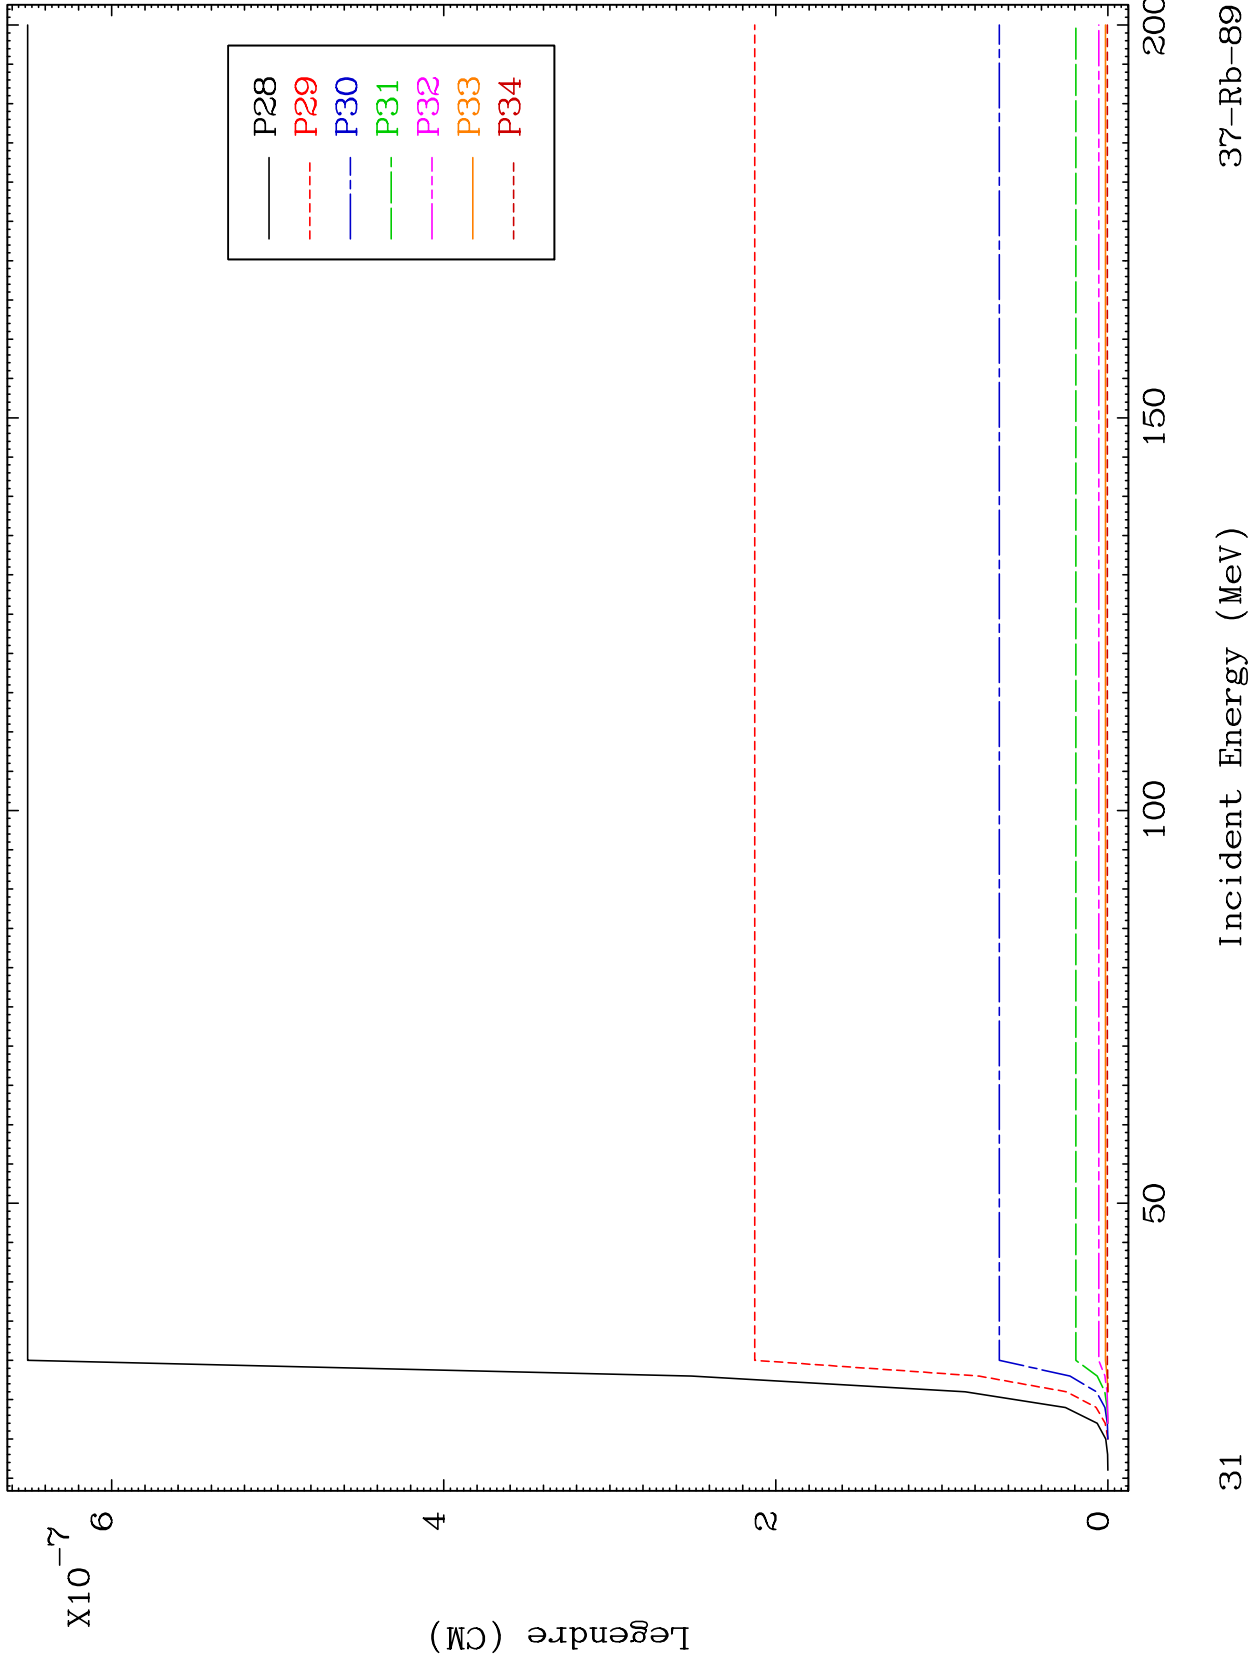 X10⁻⁷
6
4
2
0
Legendre (CM)
P28
P29
P30
P31
P32
P33
P34
50
100
150
200
Incident Energy (MeV)
31
37-Rb-89